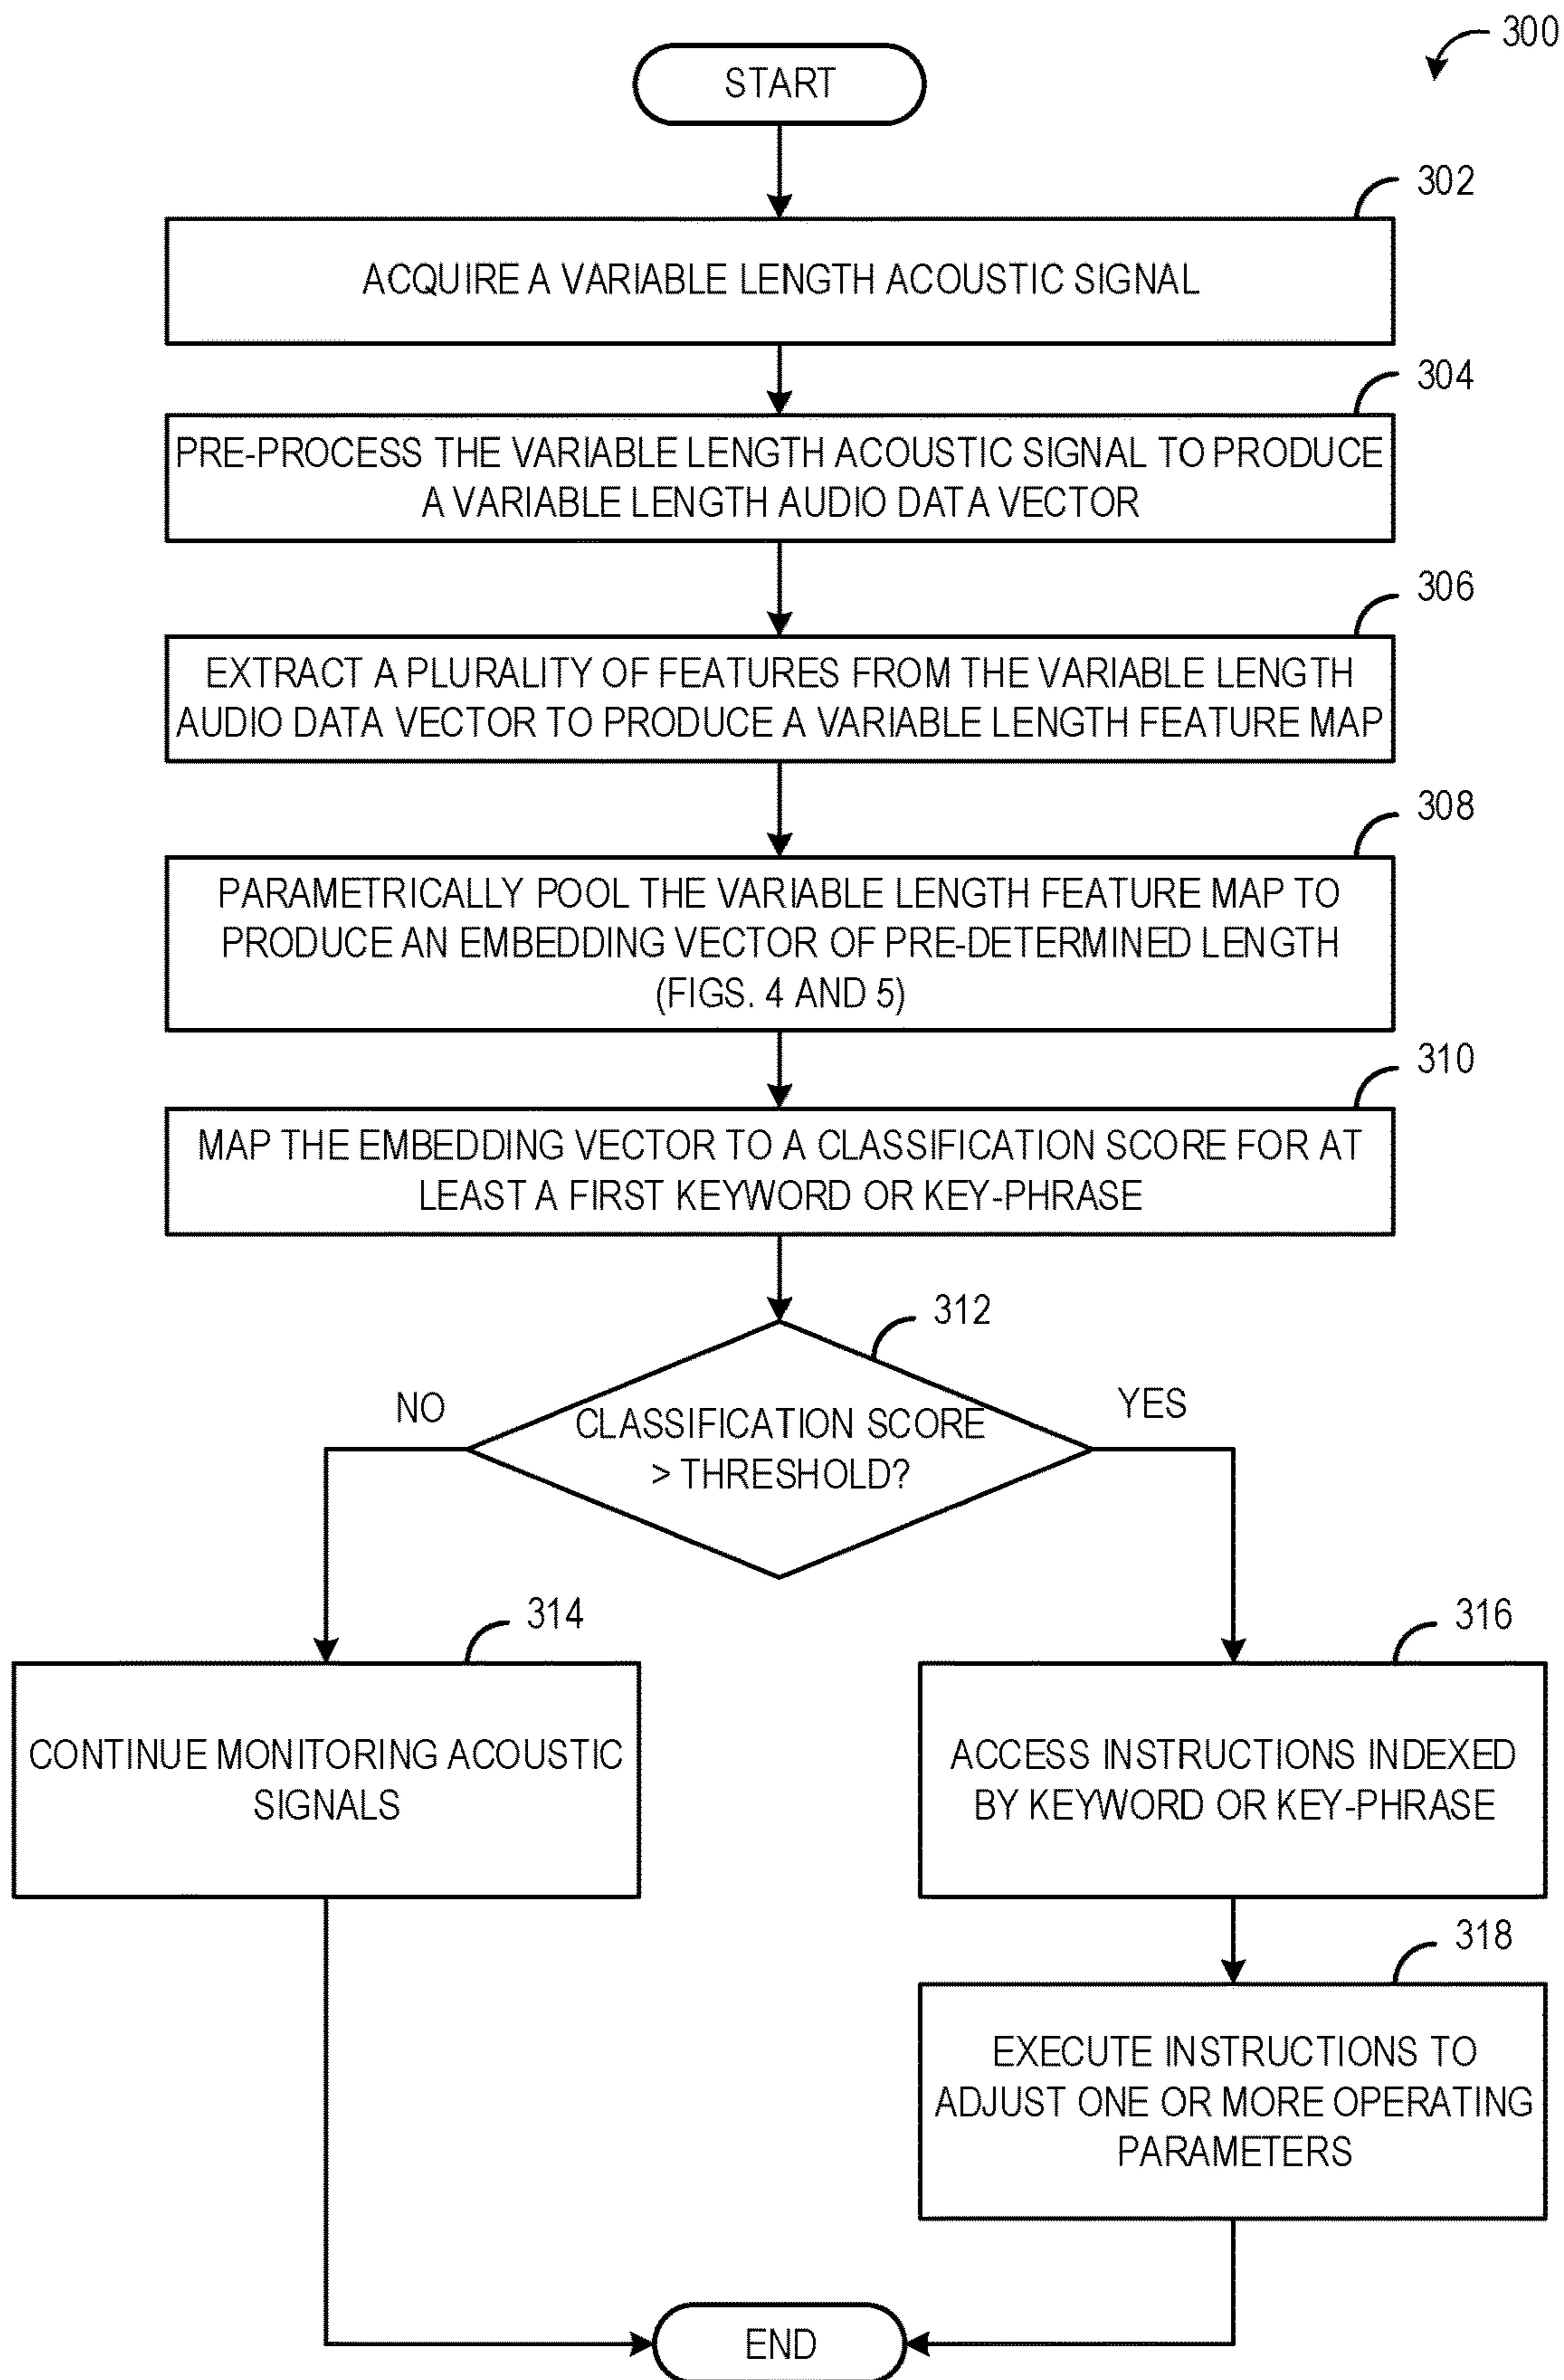 300
START
302
ACQUIRE A VARIABLE LENGTH ACOUSTIC SIGNAL
304
PRE-PROCESS THE VARIABLE LENGTH ACOUSTIC SIGNAL TO PRODUCE
A VARIABLE LENGTH AUDIO DATA VECTOR
306
EXTRACT A PLURALITY OF FEATURES FROM THE VARIABLE LENGTH
AUDIO DATA VECTOR TO PRODUCE A VARIABLE LENGTH FEATURE MAP
308
PARAMETRICALLY POOL THE VARIABLE LENGTH FEATURE MAP TO
PRODUCE AN EMBEDDING VECTOR OF PRE-DETERMINED LENGTH
(FIGS. 4 AND 5)
310
MAP THE EMBEDDING VECTOR TO A CLASSIFICATION SCORE FOR AT
LEAST A FIRST KEYWORD OR KEY-PHRASE
312
NO
YES
CLASSIFICATION SCORE
> THRESHOLD?
314
CONTINUE MONITORING ACOUSTIC
SIGNALS
316
ACCESS INSTRUCTIONS INDEXED
BY KEYWORD OR KEY-PHRASE
318
EXECUTE INSTRUCTIONS TO
ADJUST ONE OR MORE OPERATING
PARAMETERS
END